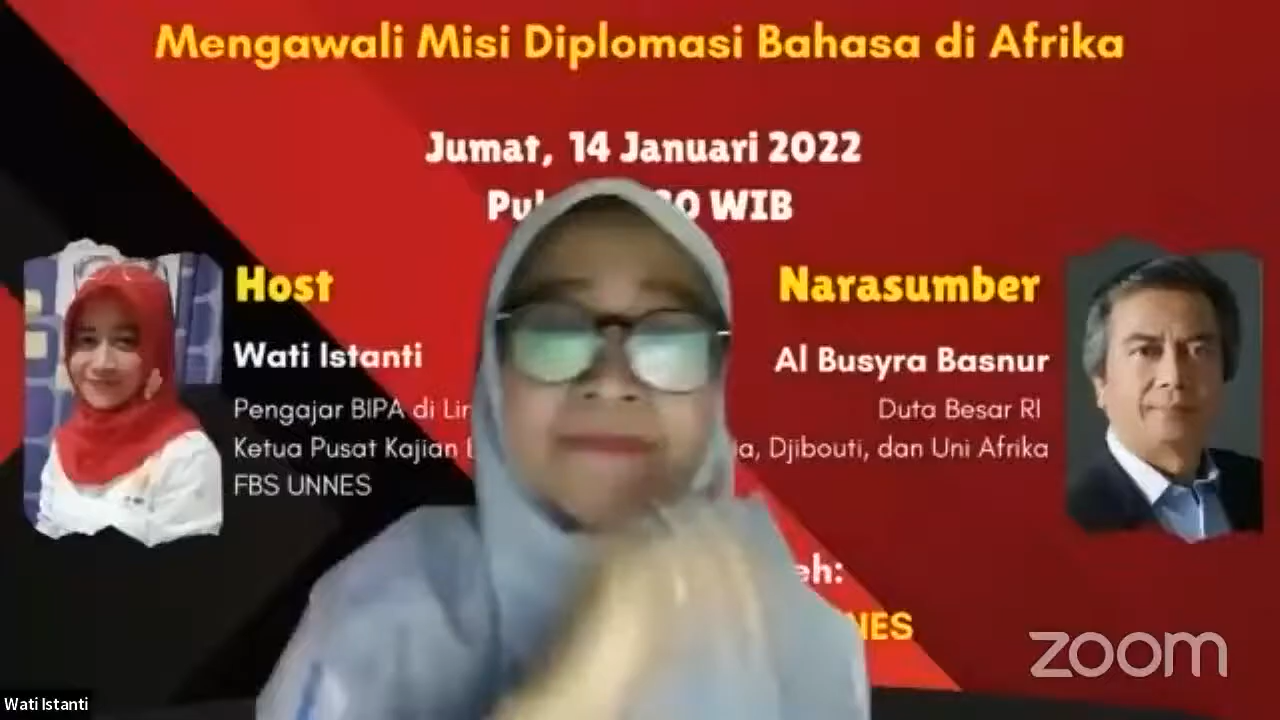 Mengawali Misi Diplomasi Bahasa di Afrika
Jumat, 14 Januari 2022
WIB
Host
Wati Istanti
Pengajar BIPA di
Ketua Pusat Kajian
FBS UNNES
Narasumber
Al Busyra Basnur
Duta Besar RI
Djibouti, dan Uni Afrika
zoom
Wati Istanti